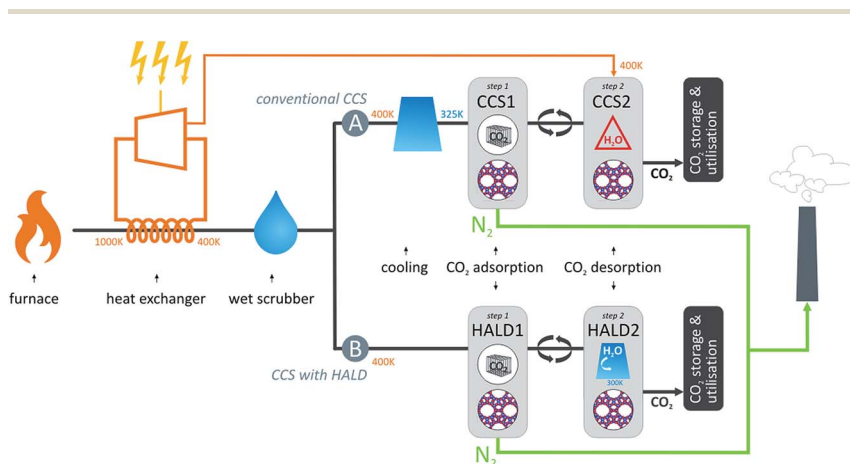 conventional CCS
A
400K
325K
step 1
CCS1
CO₂
step 2
CCS2
H₂O
400K
CO₂
CO₂ storage &
utilisation
N₂
1000K
400K
furnace
heat exchanger
wet scrubber
cooling
CO₂ adsorption
CO₂ desorption
B
400K
CCS with HALD
step 1
HALD1
CO₂
step 2
HALD2
H₂O
300K
CO₂
CO₂ storage &
utilisation
N₂